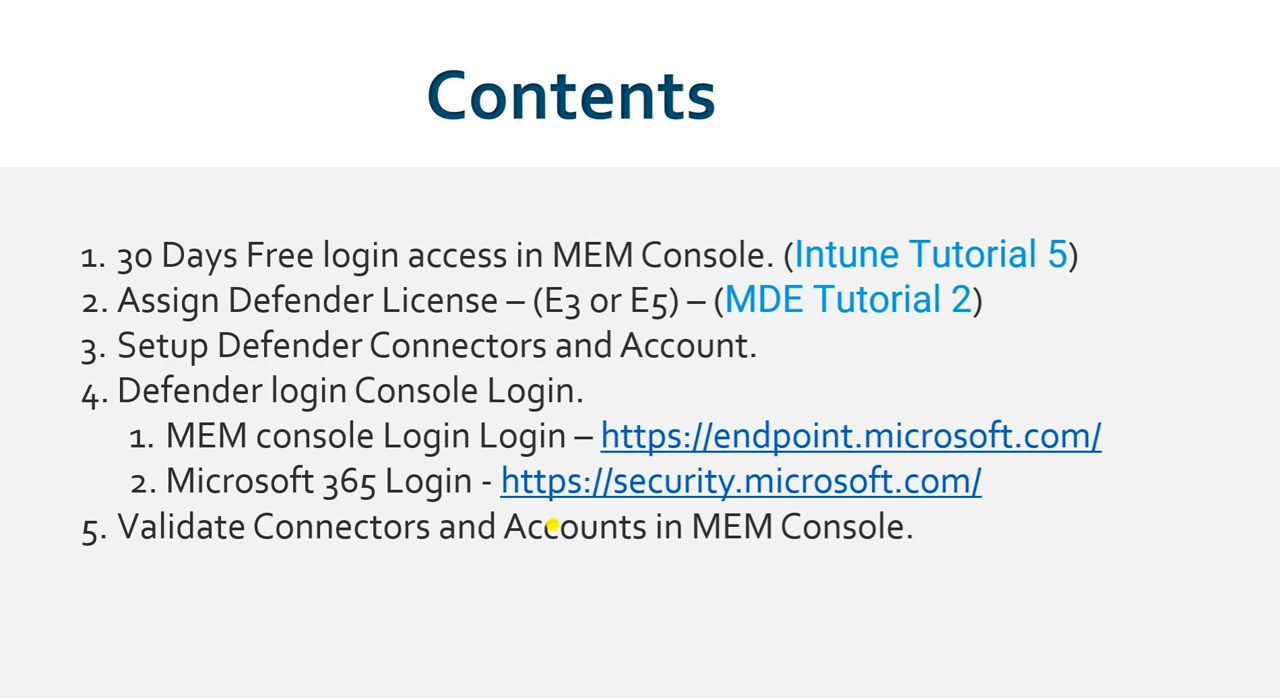 Contents
1. 30 Days Free login access in MEM Console. (Intune Tutorial 5)
2. Assign Defender License – (E3 or E5) – (MDE Tutorial 2)
3. Setup Defender Connectors and Account.
4. Defender login Console Login.
1. MEM console Login Login – https://endpoint.microsoft.com/
2. Microsoft 365 Login - https://security.microsoft.com/
5. Validate Connectors and Accounts in MEM Console.